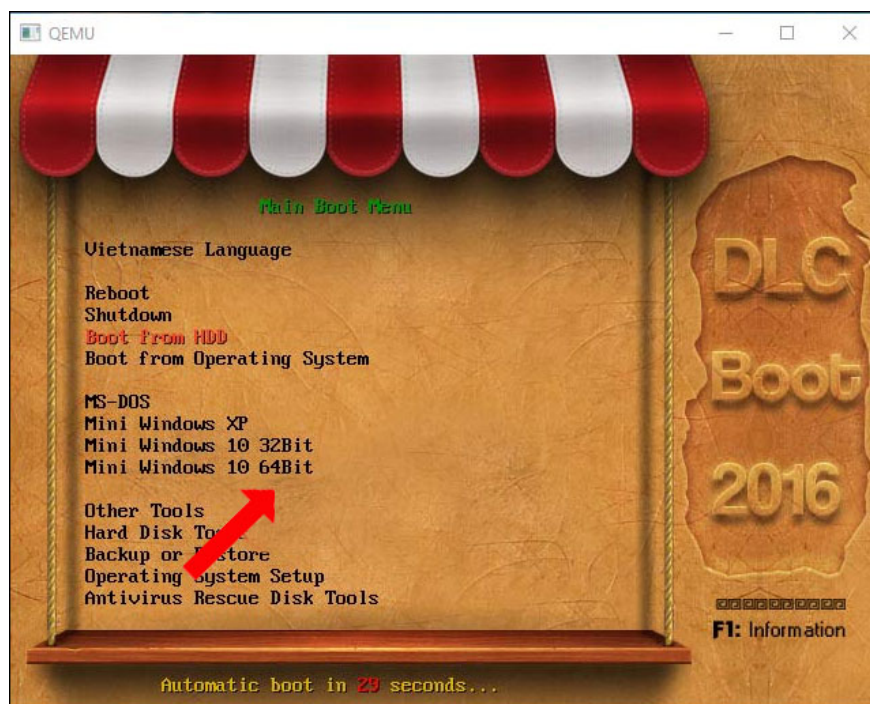 QEMU
Main Boot Menu
Vietnamese Language
Reboot
Shutdown
Boot from HDD
Boot from Operating System
MS-DOS
Mini Windows XP
Mini Windows 10 32Bit
Mini Windows 10 64Bit
Other Tools
Hard Disk To
Backup or store
Operating System Setup
Antivirus Rescue Disk Tools
Automatic boot in 29 seconds...
DLC
Boot
2016
F1: Information